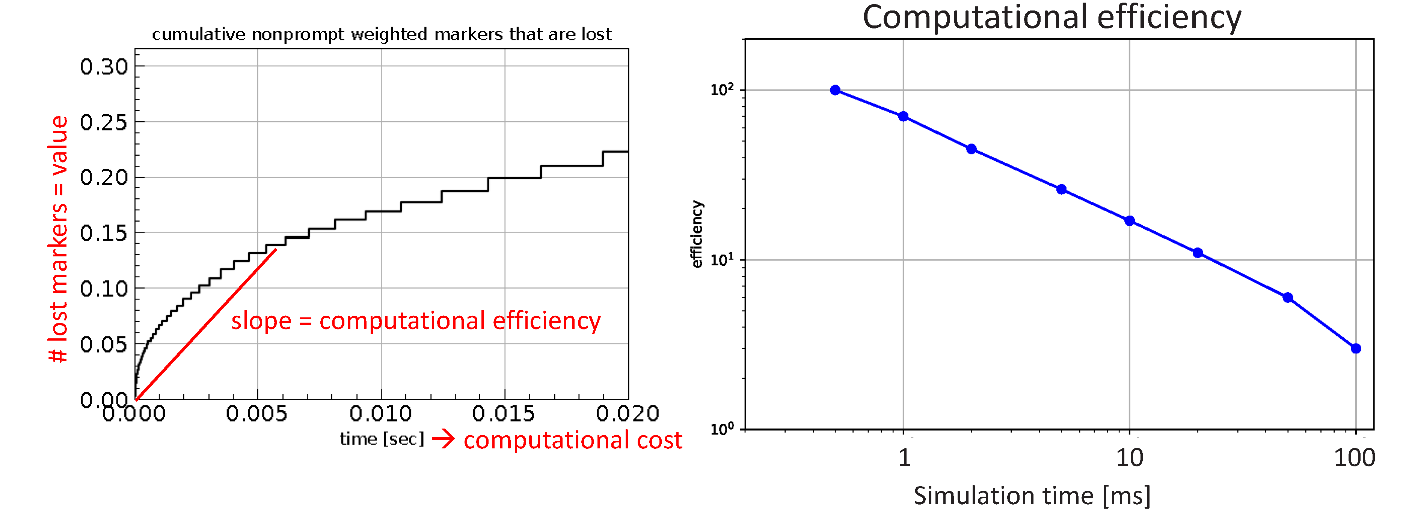 cumulative nonprompt weighted markers that are lost
# lost markers = value
0.30
0.25
0.20
0.15
0.10
0.05
0.00
slope = computational efficiency
0.000 0.005 0.010 0.015 0.020
time [sec] → computational cost
Computational efficiency
efficiency
10²
10¹
10⁰
1 10 100
Simulation time [ms]